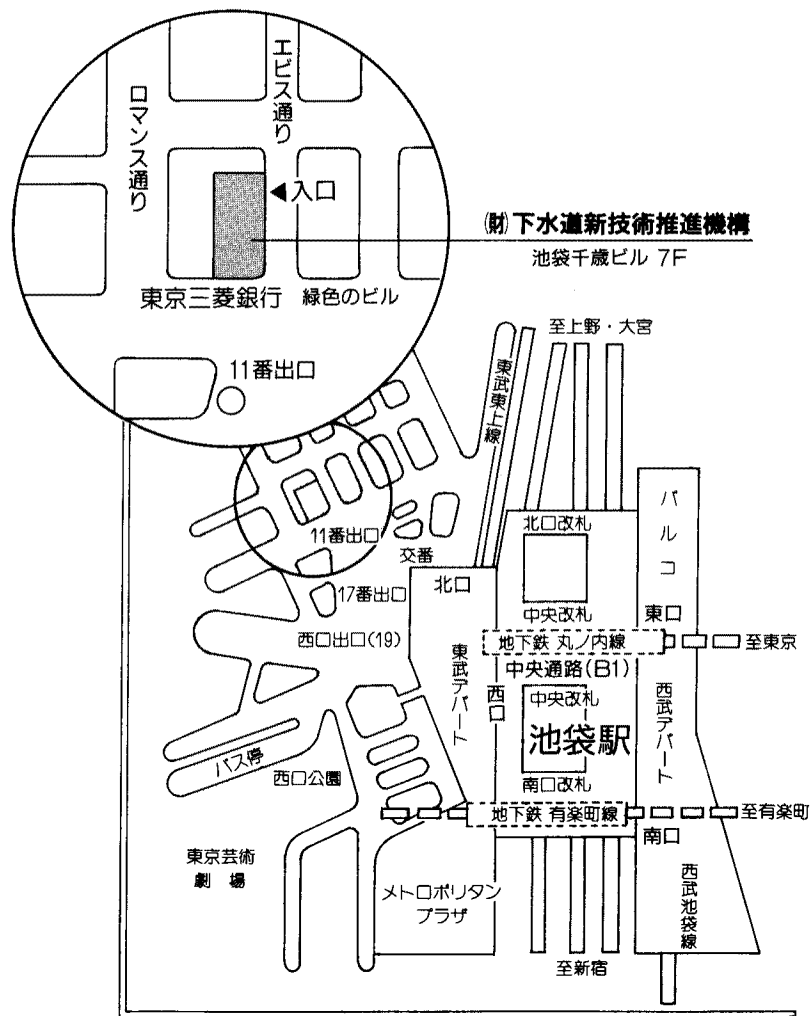 エビス通り
ロマンス通り
◀入口
㈶下水道新技術推進機構
池袋千歳ビル 7F
東京三菱銀行
緑色のビル
11番出口
至上野・大宮
東武東上線
パルコ
北口改札
11番出口
交番
北口
17番出口
中央改札
東口
西口出口(19)
地下鉄 丸ノ内線
至東京
東武デパート
中央通路(B1)
西口
中央改札
西武デパート
池袋駅
バス停
西口公園
南口改札
地下鉄 有楽町線
至有楽町
南口
東京芸術
劇場
メトロポリタン
プラザ
西武池袋線
至新宿